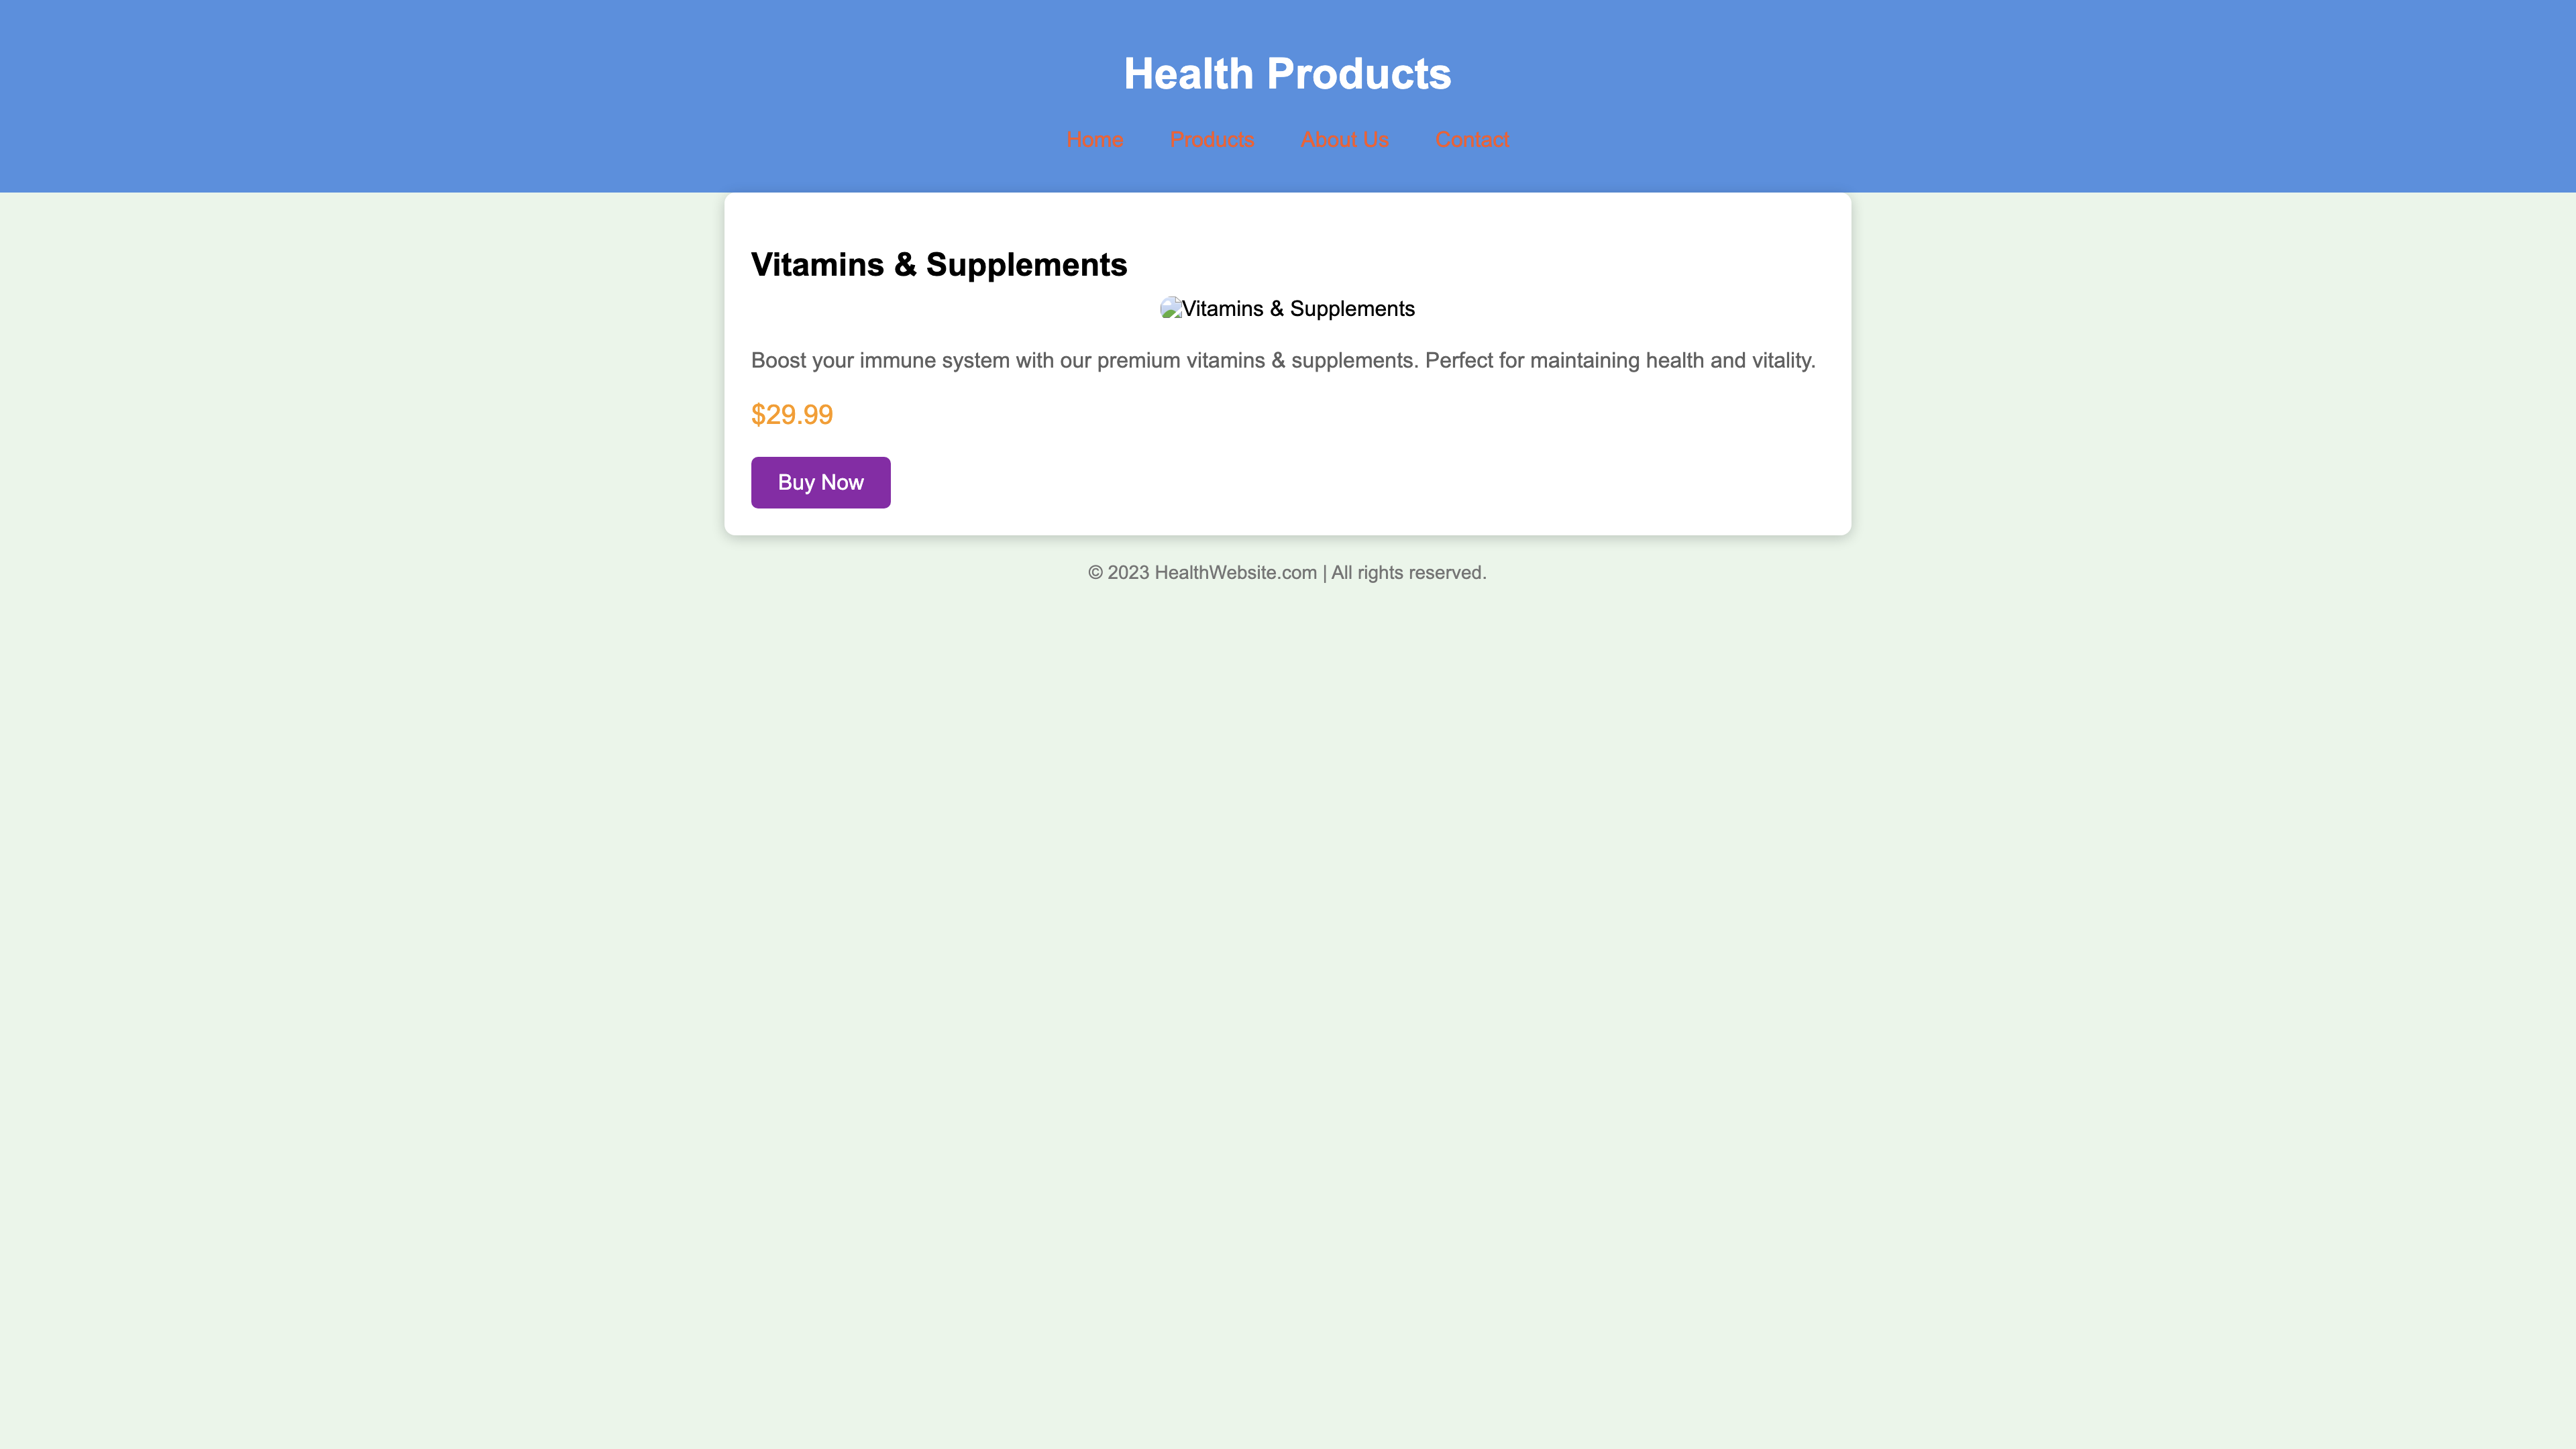 Health Products
Home Products About Us Contact
Vitamins & Supplements
Vitamins & Supplements
Boost your immune system with our premium vitamins & supplements. Perfect for maintaining health and vitality.
$29.99
Buy Now
© 2023 HealthWebsite.com | All rights reserved.